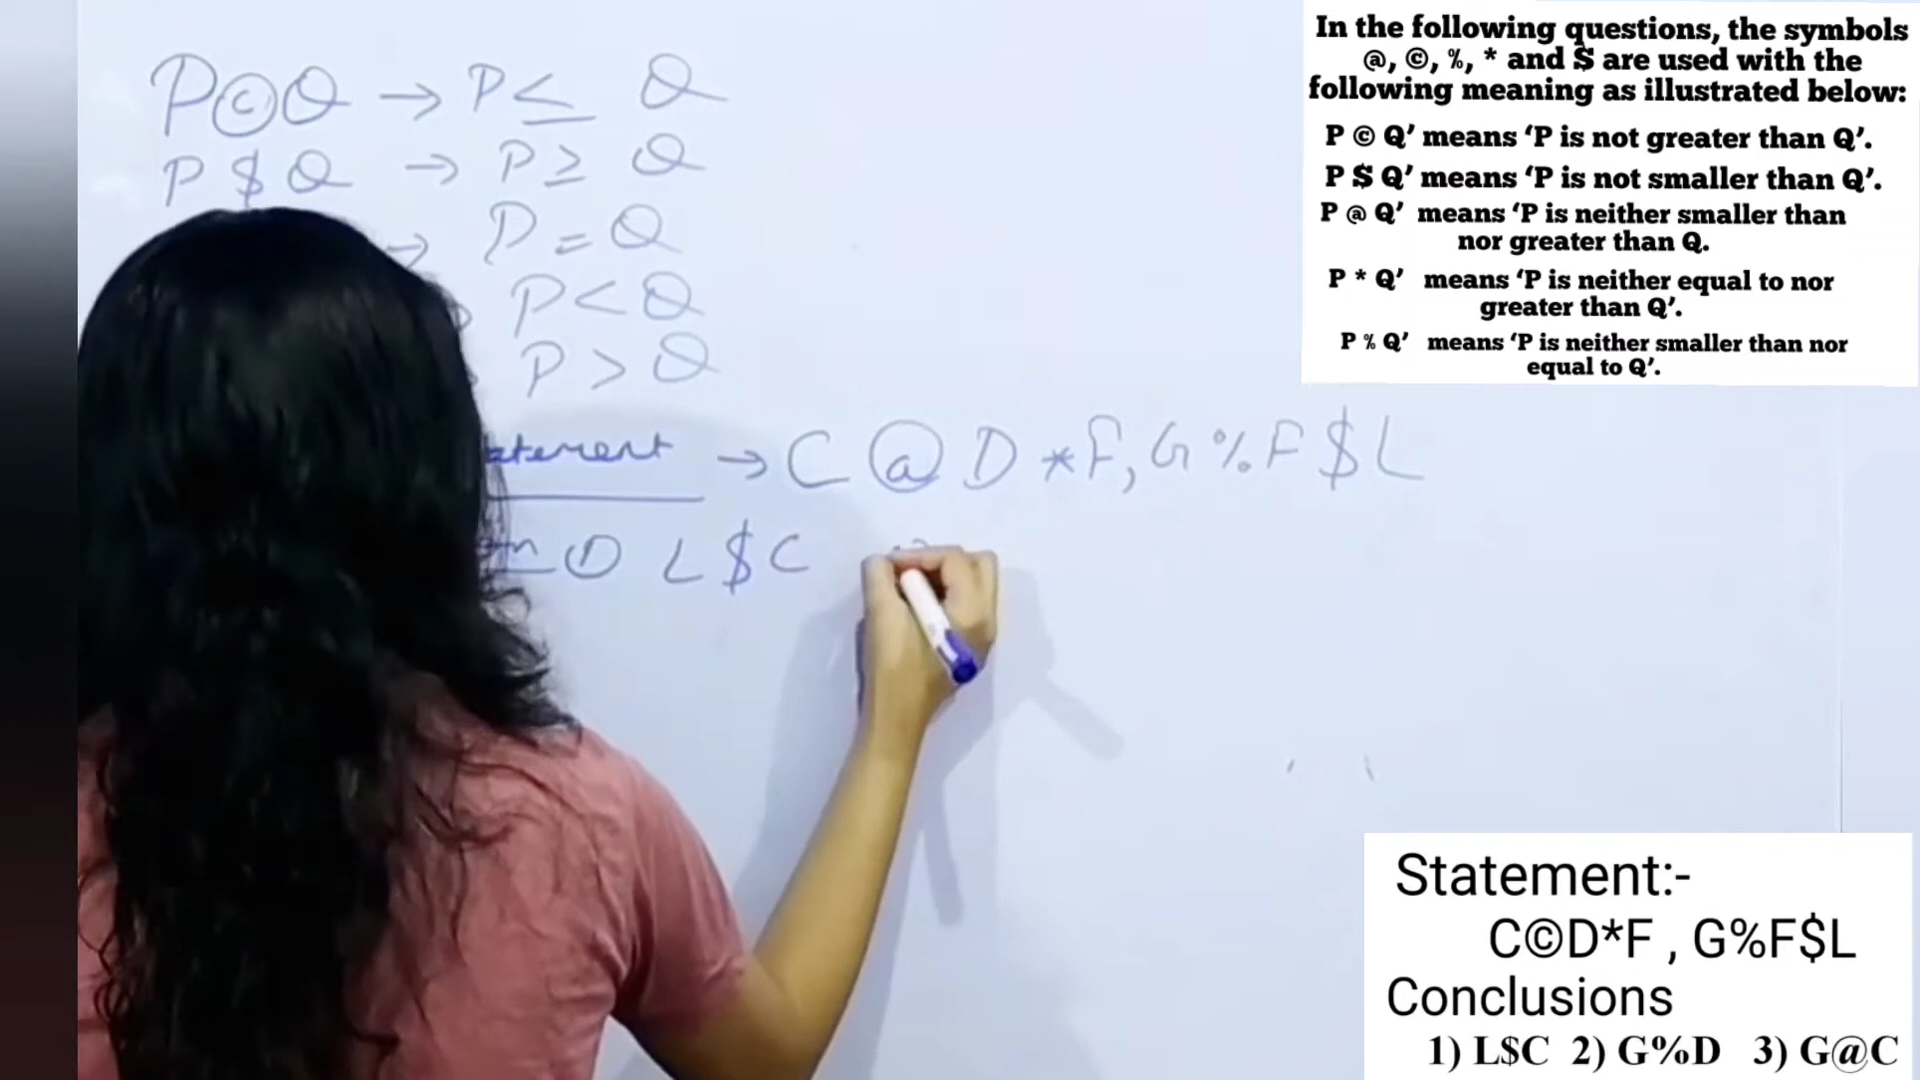 P © Q → P ≤ Q
P $ Q → P ≥ Q
→ P = Q
P < Q
P > Q
atement → C @ D * F, G % F $ L
① L $ C
In the following questions, the symbols
@, ©, %, * and $ are used with the
following meaning as illustrated below:
P © Q’ means ‘P is not greater than Q’.
P $ Q’ means ‘P is not smaller than Q’.
P @ Q’ means ‘P is neither smaller than
nor greater than Q.
P * Q’ means ‘P is neither equal to nor
greater than Q’.
P % Q’ means ‘P is neither smaller than nor
equal to Q’.
Statement:-
C©D*F , G%F$L
Conclusions
1) L$C 2) G%D 3) G@C